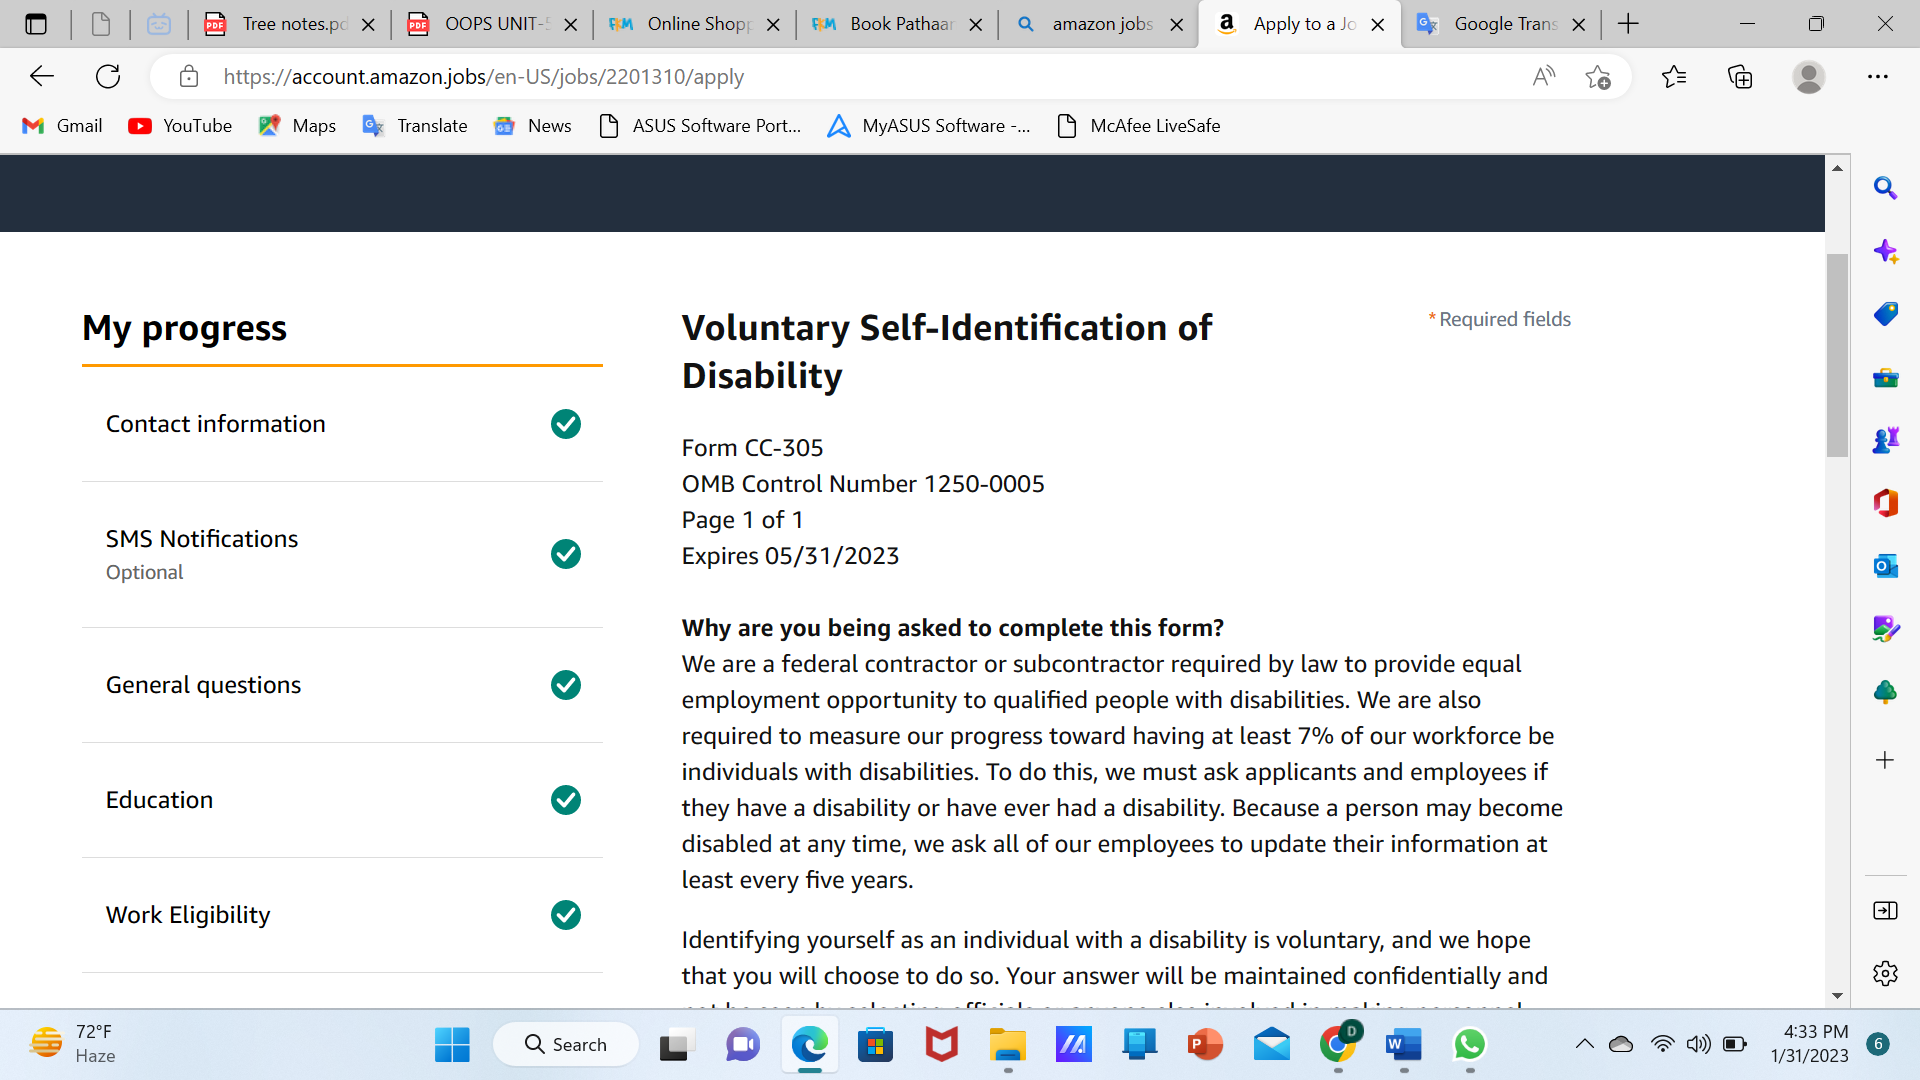 Tree notes.pd
OOPS UNIT-5
Online Shopp
Book Pathaar
amazon jobs
Apply to a Jo
Google Trans
https://account.amazon.jobs/en-US/jobs/2201310/apply
Gmail
YouTube
Maps
Translate
News
ASUS Software Port...
MyASUS Software -...
McAfee LiveSafe
My progress
Contact information
SMS Notifications
Optional
General questions
Education
Work Eligibility
Voluntary Self-Identification of
Disability
*Required fields
Form CC-305
OMB Control Number 1250-0005
Page 1 of 1
Expires 05/31/2023
Why are you being asked to complete this form?
We are a federal contractor or subcontractor required by law to provide equal
employment opportunity to qualified people with disabilities. We are also
required to measure our progress toward having at least 7% of our workforce be
individuals with disabilities. To do this, we must ask applicants and employees if
they have a disability or have ever had a disability. Because a person may become
disabled at any time, we ask all of our employees to update their information at
least every five years.
Identifying yourself as an individual with a disability is voluntary, and we hope
that you will choose to do so. Your answer will be maintained confidentially and
72°F
Haze
Search
D
4:33 PM
1/31/2023
6